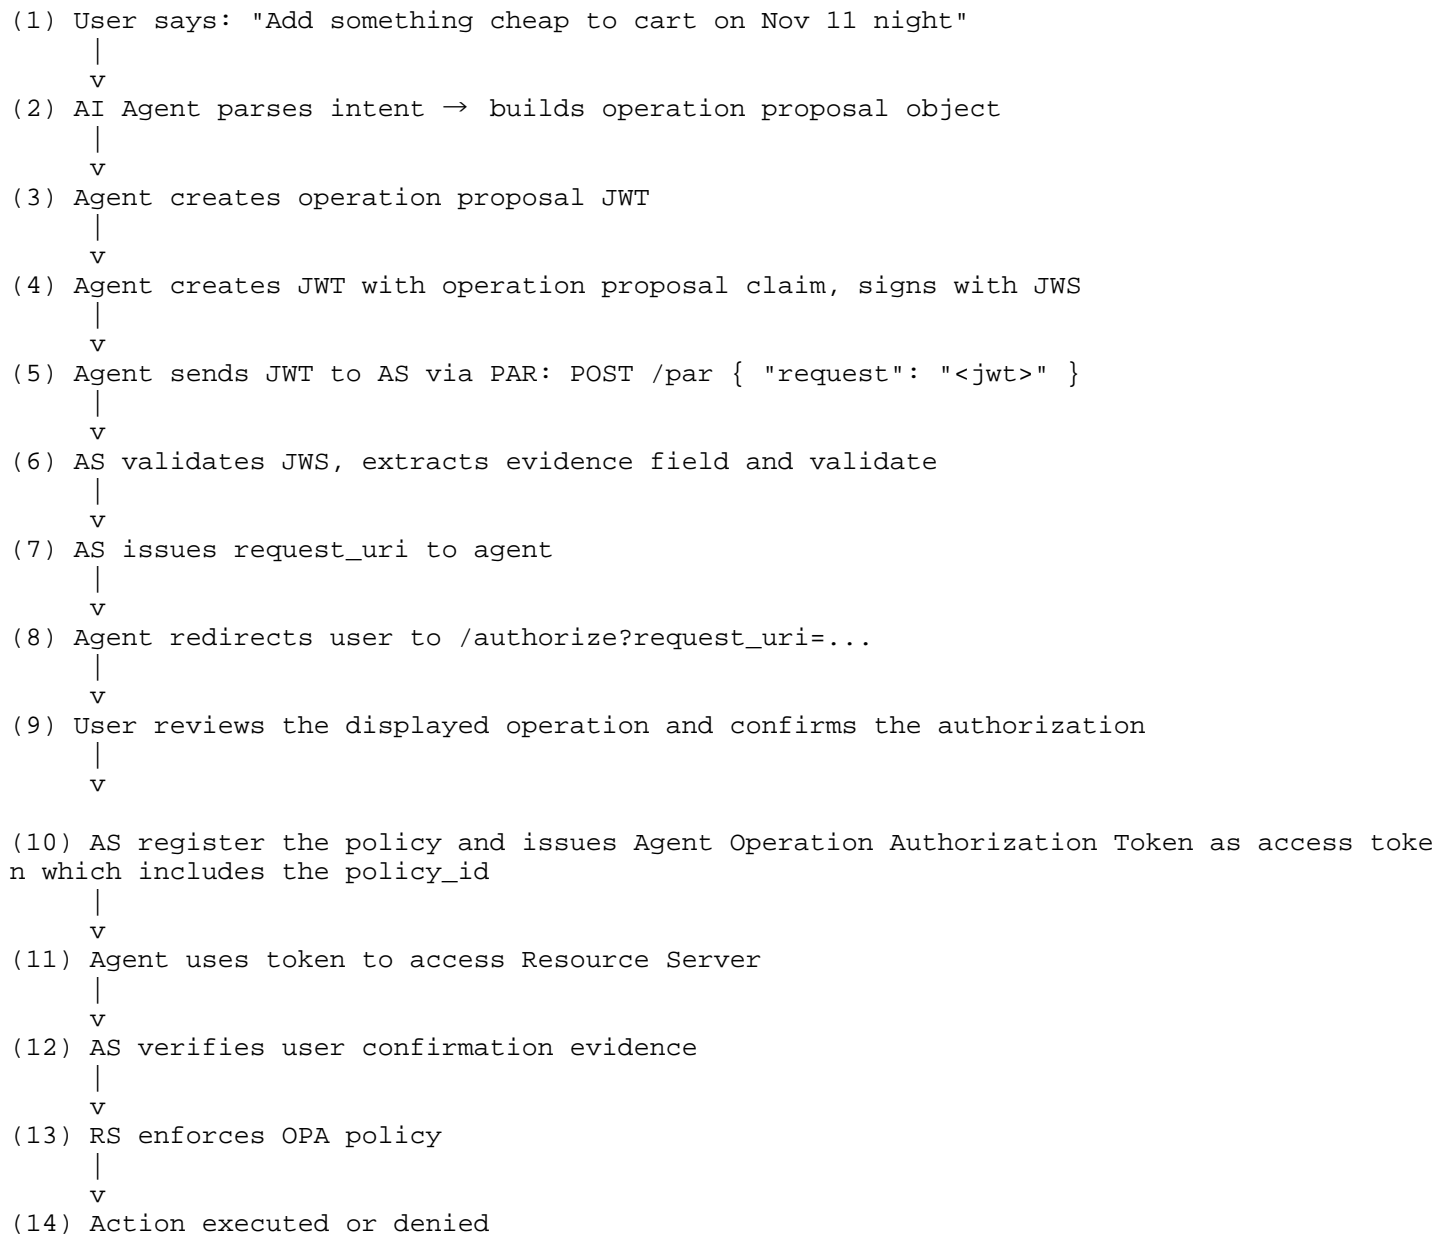 (1) User says: "Add something cheap to cart on Nov 11 night"
|
v
(2) AI Agent parses intent → builds operation proposal object
|
v
(3) Agent creates operation proposal JWT
|
v
(4) Agent creates JWT with operation proposal claim, signs with JWS
|
v
(5) Agent sends JWT to AS via PAR: POST /par { "request": "<jwt>" }
|
v
(6) AS validates JWS, extracts evidence field and validate
|
v
(7) AS issues request_uri to agent
|
v
(8) Agent redirects user to /authorize?request_uri=...
|
v
(9) User reviews the displayed operation and confirms the authorization
|
v
(10) AS register the policy and issues Agent Operation Authorization Token as access toke
n which includes the policy_id
|
v
(11) Agent uses token to access Resource Server
|
v
(12) AS verifies user confirmation evidence
|
v
(13) RS enforces OPA policy
|
v
(14) Action executed or denied